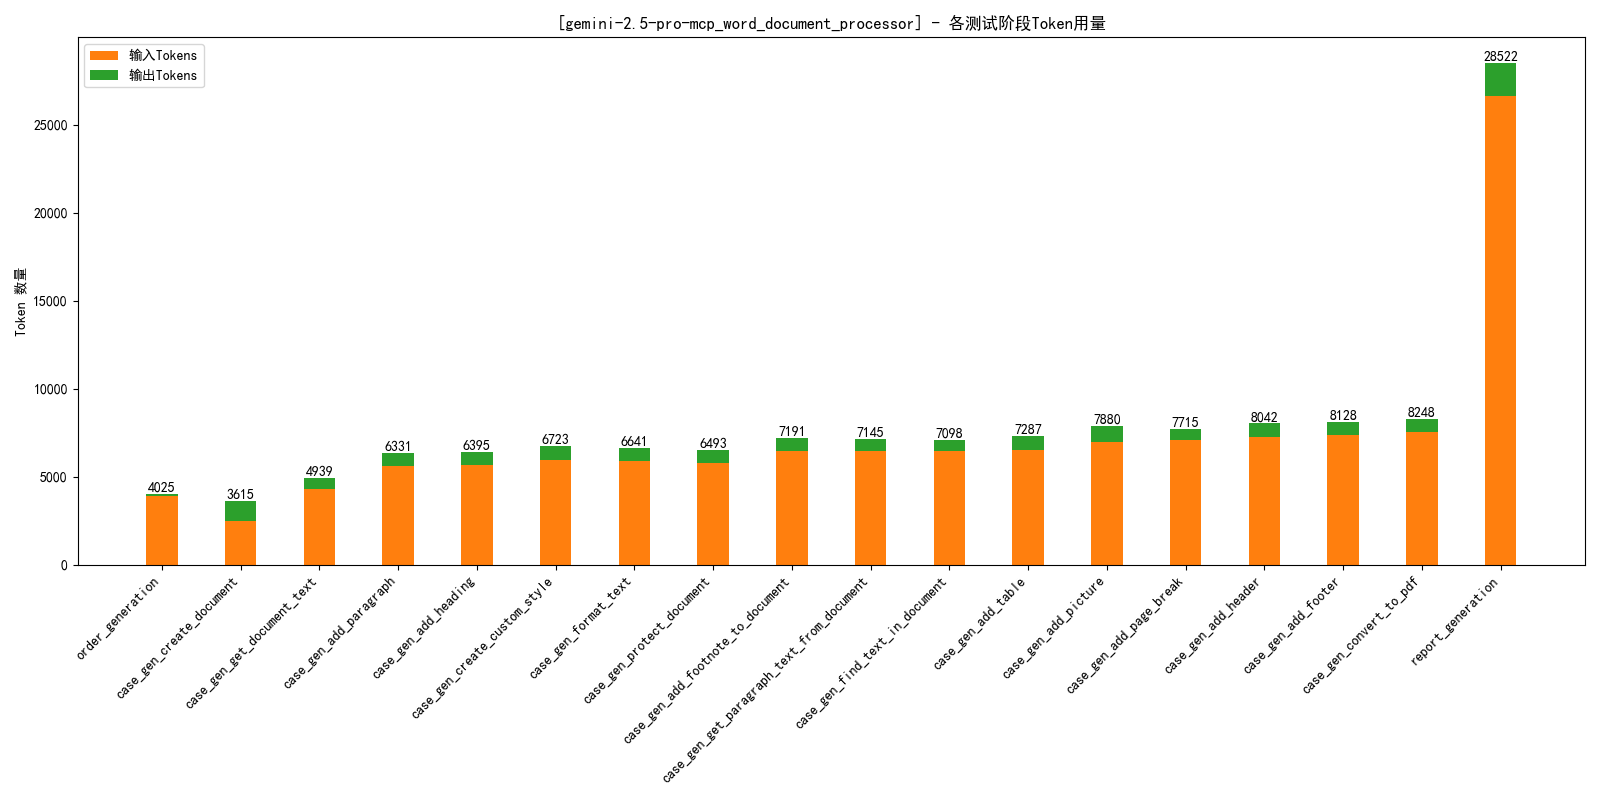 [gemini-2.5-pro-mcp_word_document_processor] - 各测试阶段Token用量
输入Tokens
输出Tokens
Token 数量
25000
20000
15000
10000
5000
0
4025
3615
4939
6331
6395
6723
6641
6493
7191
7145
7098
7287
7880
7715
8042
8128
8248
28522
order_generation
case_gen_create_document
case_gen_get_document_text
case_gen_add_paragraph
case_gen_add_heading
case_gen_create_custom_style
case_gen_format_text
case_gen_protect_document
case_gen_add_footnote_to_document
case_gen_get_paragraph_text_from_document
case_gen_find_text_in_document
case_gen_add_table
case_gen_add_picture
case_gen_add_page_break
case_gen_add_header
case_gen_add_footer
case_gen_convert_to_pdf
report_generation